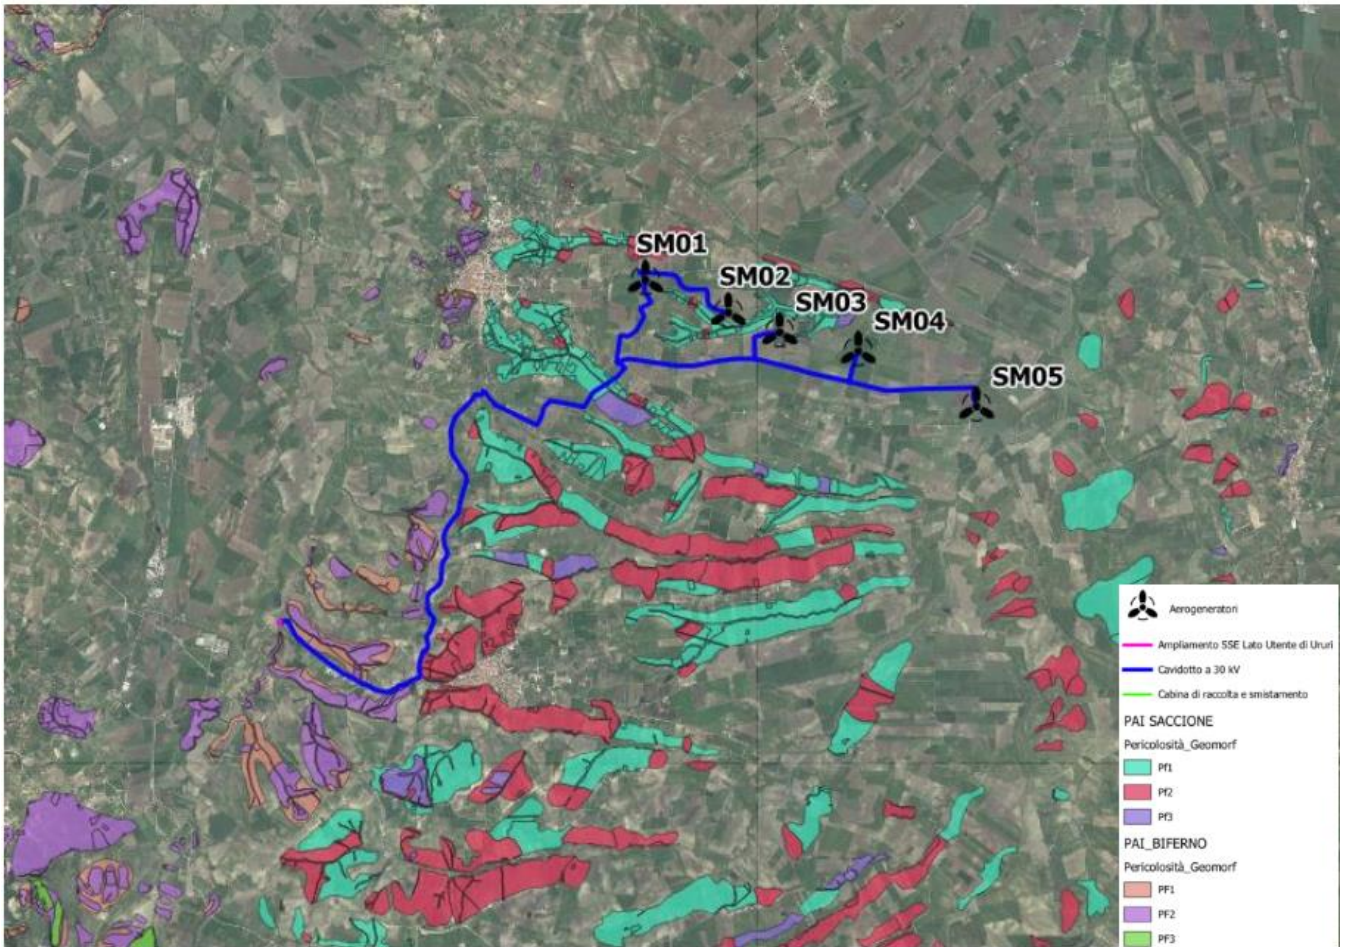 SM01
SM02
SM03
SM04
SM05
Aerogeneratori
Ampliamento SSE Lato Utente di Ururi
Cavidotto a 30 kV
Cabina di raccolta e smistamento
PAI SACCIONE
Pericolosità_Geomorf
Pf1
Pf2
Pf3
PAI_BIFERNO
Pericolosità_Geomorf
PF1
PF2
PF3